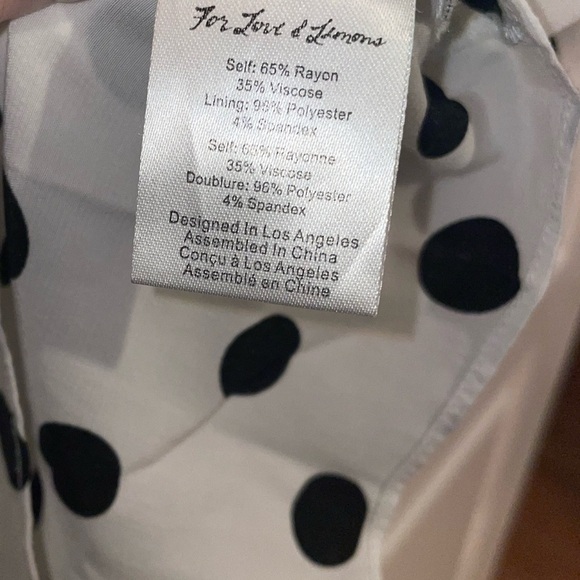 For Love & Lemons
Self: 65% Rayon
35% Viscose
Lining: 96% Polyester
4% Spandex
Self: 65% Rayonne
35% Viscose
Doublure: 96% Polyester
4% Spandex
Designed In Los Angeles
Assembled In China
Conçu à Los Angeles
Assemblé en Chine